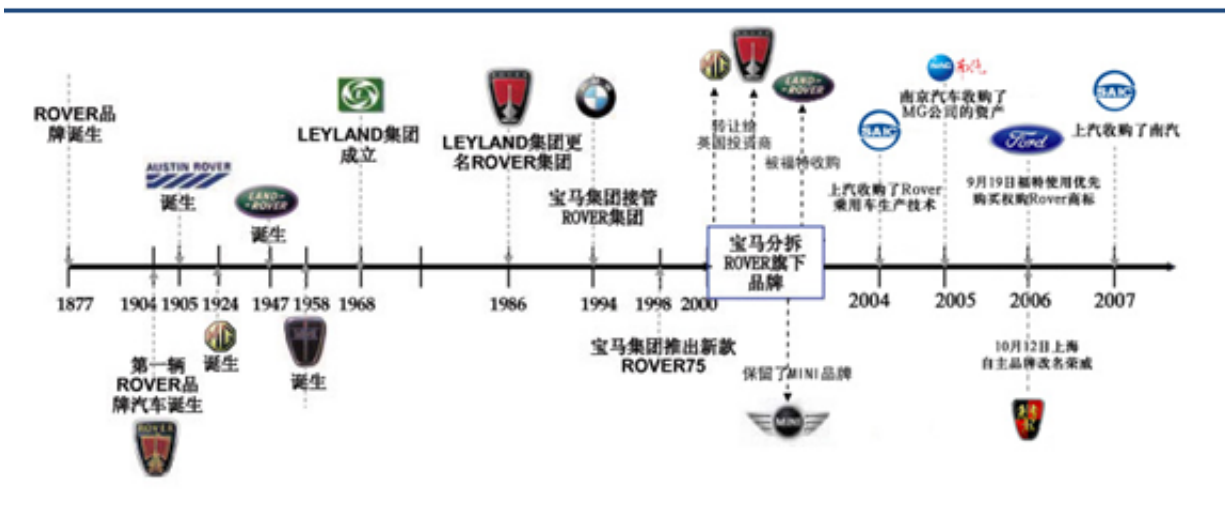 ROVER品
牌诞生
AUSTIN ROVER
诞生
LAND-
ROVER
诞生
LEYLAND集团
成立
LEYLAND集团更
名ROVER集团
宝马集团接管
ROVER集团
MG
LAND-
ROVER
转让给
英国投资商
被福特收购
宝马分拆
ROVER旗下
品牌
SAIC
上汽收购了Rover
乘用车生产技术
南汽
南京汽车收购了
MG公司的资产
Ford
9月19日福特使用优先
购买权购Rover商标
SAIC
上汽收购了南汽
1877
1904
1905
1924
1947
1958
1968
1986
1994
1998
2000
2004
2005
2006
2007
第一辆
ROVER品
牌汽车诞生
ROVER
MG
诞生
诞生
宝马集团推出新款
ROVER75
保留了MINI品牌
MINI
10月12日上海
自主品牌改名荣威